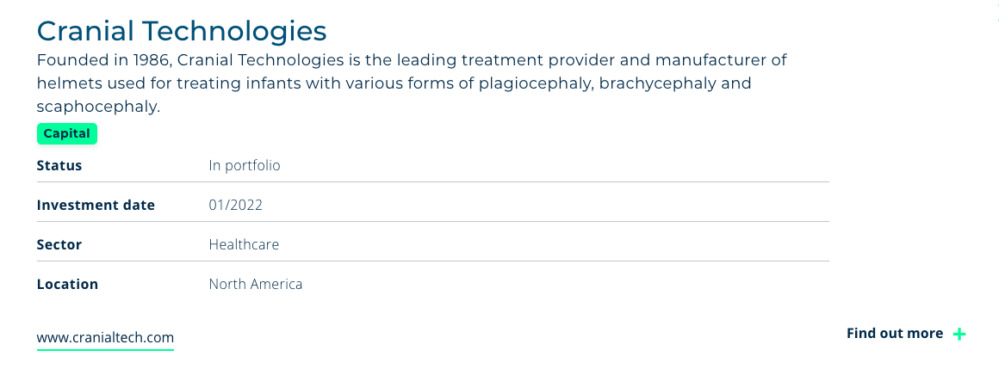 Cranial Technologies
Founded in 1986, Cranial Technologies is the leading treatment provider and manufacturer of
helmets used for treating infants with various forms of plagiocephaly, brachycephaly and
scaphocephaly.
Capital
Status In portfolio
Investment date 01/2022
Sector Healthcare
Location North America
www.cranialtech.com
Find out more +